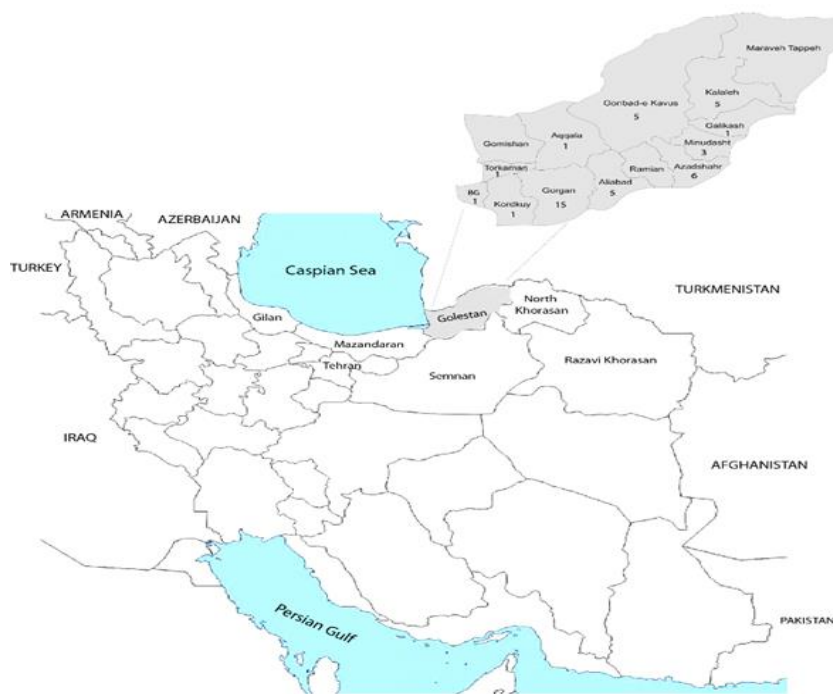 Maraveh Tappeh
Kalaleh
5
Gonbad-e Kavus
5
Galikash
1
Aqqala
1
Gomishan
Minudasht
3
Torkaman
1
Ramian
Azadshahr
6
Aliabad
5
Gorgan
15
BG
1
Kordkuy
1
ARMENIA
AZERBAIJAN
TURKEY
Caspian Sea
TURKMENISTAN
North
Khorasan
Golestan
Gilan
Mazandaran
Tehran
Semnan
Razavi Khorasan
IRAQ
AFGHANISTAN
Persian Gulf
PAKISTAN